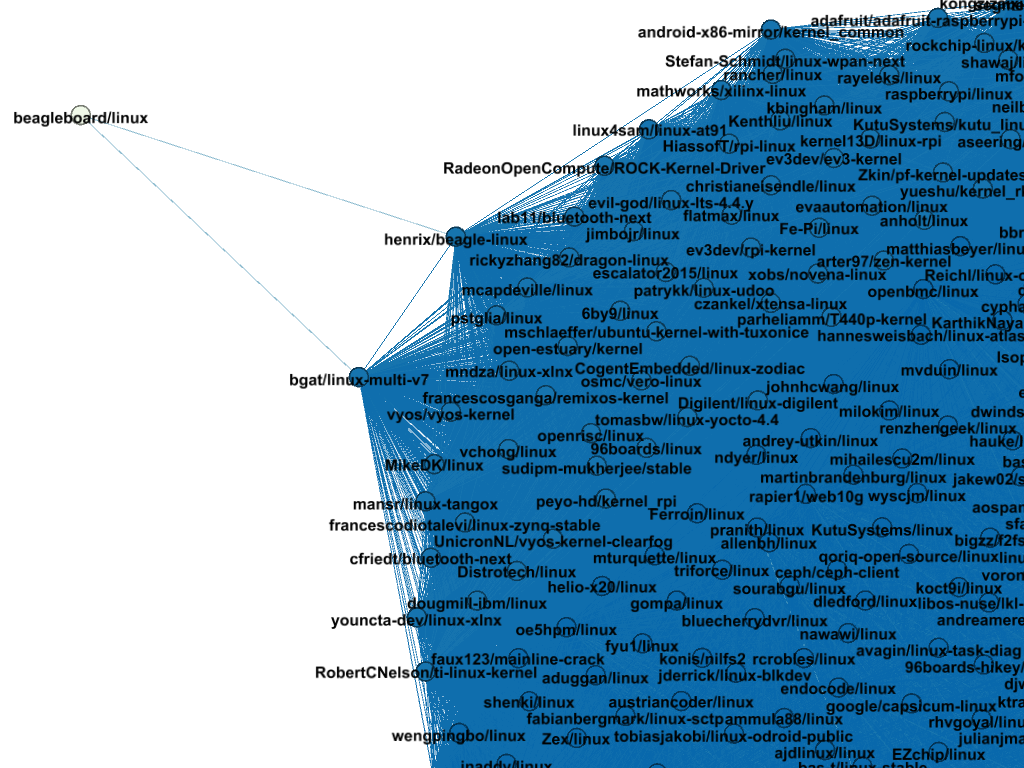 adafruit/adafruit-raspberrypi-
android-x86-mirror/kernel_common
rockchip-linux/k
Stefan-Schmidt/linux-wpan-next
shawaj/li
rancher/linux
rayeleks/linux
mfo
mathworks/xilinx-linux
raspberrypi/linux
kbingham/linux
neilb
beagleboard/linux
Kenthliu/linux
KutuSystems/kutu_linu
linux4sam/linux-at91
HiassofT/rpi-linux
kernel13D/linux-rpi
aseering/
ev3dev/ev3-kernel
RadeonOpenCompute/ROCK-Kernel-Driver
Zkin/pf-kernel-updates
christianeisendle/linux
yueshu/kernel_rk
evil-god/linux-lts-4.4.y
evaautomation/linux
lab11/bluetooth-next
flatmax/linux
anholt/linux
Fe-Pi/linux
jimbojr/linux
bbr
henrix/beagle-linux
ev3dev/rpi-kernel
matthiasbeyer/linu
rickyzhang82/dragon-linux
arter97/zen-kernel
escalator2015/linux
xobs/novena-linux
Reichl/linux-c
mcapdeville/linux
patrykk/linux-udoo
openbmc/linux
czankel/xtensa-linux
cypha
pstglia/linux
6by9/linux
parheliamm/T440p-kernel
KarthikNaya
mschlaeffer/ubuntu-kernel-with-tuxonice
hannesweisbach/linux-atlas
open-estuary/kernel
lsop
mndza/linux-xlnx
CogentEmbedded/linux-zodiac
mvduin/linux
bgat/linux-multi-v7
osmc/vero-linux
johnhcwang/linux
francescosganga/remixos-kernel
Digilent/linux-digilent
vyos/vyos-kernel
milokim/linux
dwinds
tomasbw/linux-yocto-4.4
renzhengeek/linux
openrisc/linux
andrey-utkin/linux
hauke/l
vchong/linux
96boards/linux
ndyer/linux
mihailescu2m/linux
bas
MikeDK/linux
sudipm-mukherjee/stable
martinbrandenburg/linux
jakew02/s
mansr/linux-tangox
peyo-hd/kernel_rpi
rapier1/web10g
wyscjm/linux
aospan
Ferroin/linux
francescodiotalevi/linux-zynq-stable
pranith/linux
KutuSystems/linux
sfa
UnicronNL/vyos-kernel-clearfog
allenbh/linux
bigzz/f2fs
cfriedt/bluetooth-next
mturquette/linux
qoriq-open-source/linux
linu
Distrotech/linux
triforce/linux
ceph/ceph-client
voron
helio-x20/linux
sourabgu/linux
koct9i/linux
dougmill-ibm/linux
gompa/linux
dledford/linux
libos-nuse/lkl-
youncta-dev/linux-xlnx
oe5hpm/linux
bluecherrydvr/linux
andreamere
nawawi/linux
fyu1/linux
avagin/linux-task-diag
faux123/mainline-crack
konis/nilfs2
rcrobles/linux
96boards-hikey/
RobertCNelson/ti-linux-kernel
aduggan/linux
jderrick/linux-blkdev
djw
endocode/linux
shenki/linux
austriancoder/linux
google/capsicum-linux
ktra
fabianbergmark/linux-sctp
pammula88/linux
rhvgoyal/linux
wengpingbo/linux
Zex/linux
tobiasjakobi/linux-odroid-public
julianjma
ajdlinux/linux
EZchip/linux